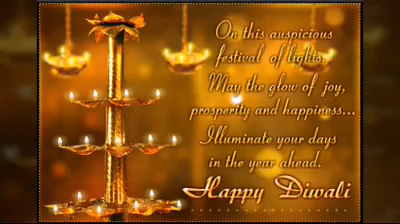 On this auspicious
festival of lights,
May the glow of joy,
prosperity and happiness...
Illuminate your days
in the year ahead.
Happy Diwali